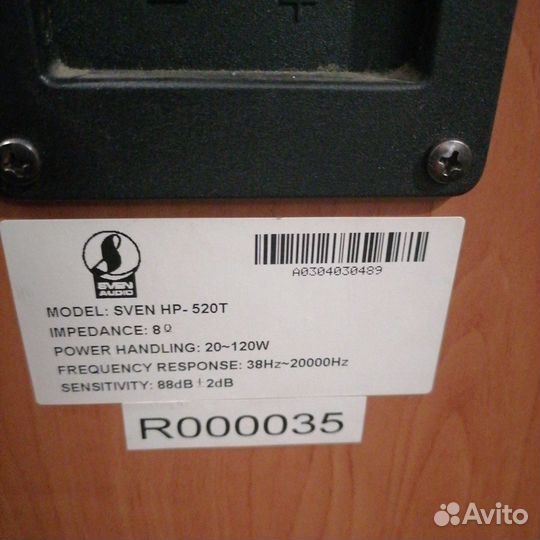 - +
SVEN
AUDIO
A0304030489
MODEL: SVEN HP- 520T
IMPEDANCE: 8Ω
POWER HANDLING: 20~120W
FREQUENCY RESPONSE: 38Hz~20000Hz
SENSITIVITY: 88dB ± 2dB
R000035
Avito